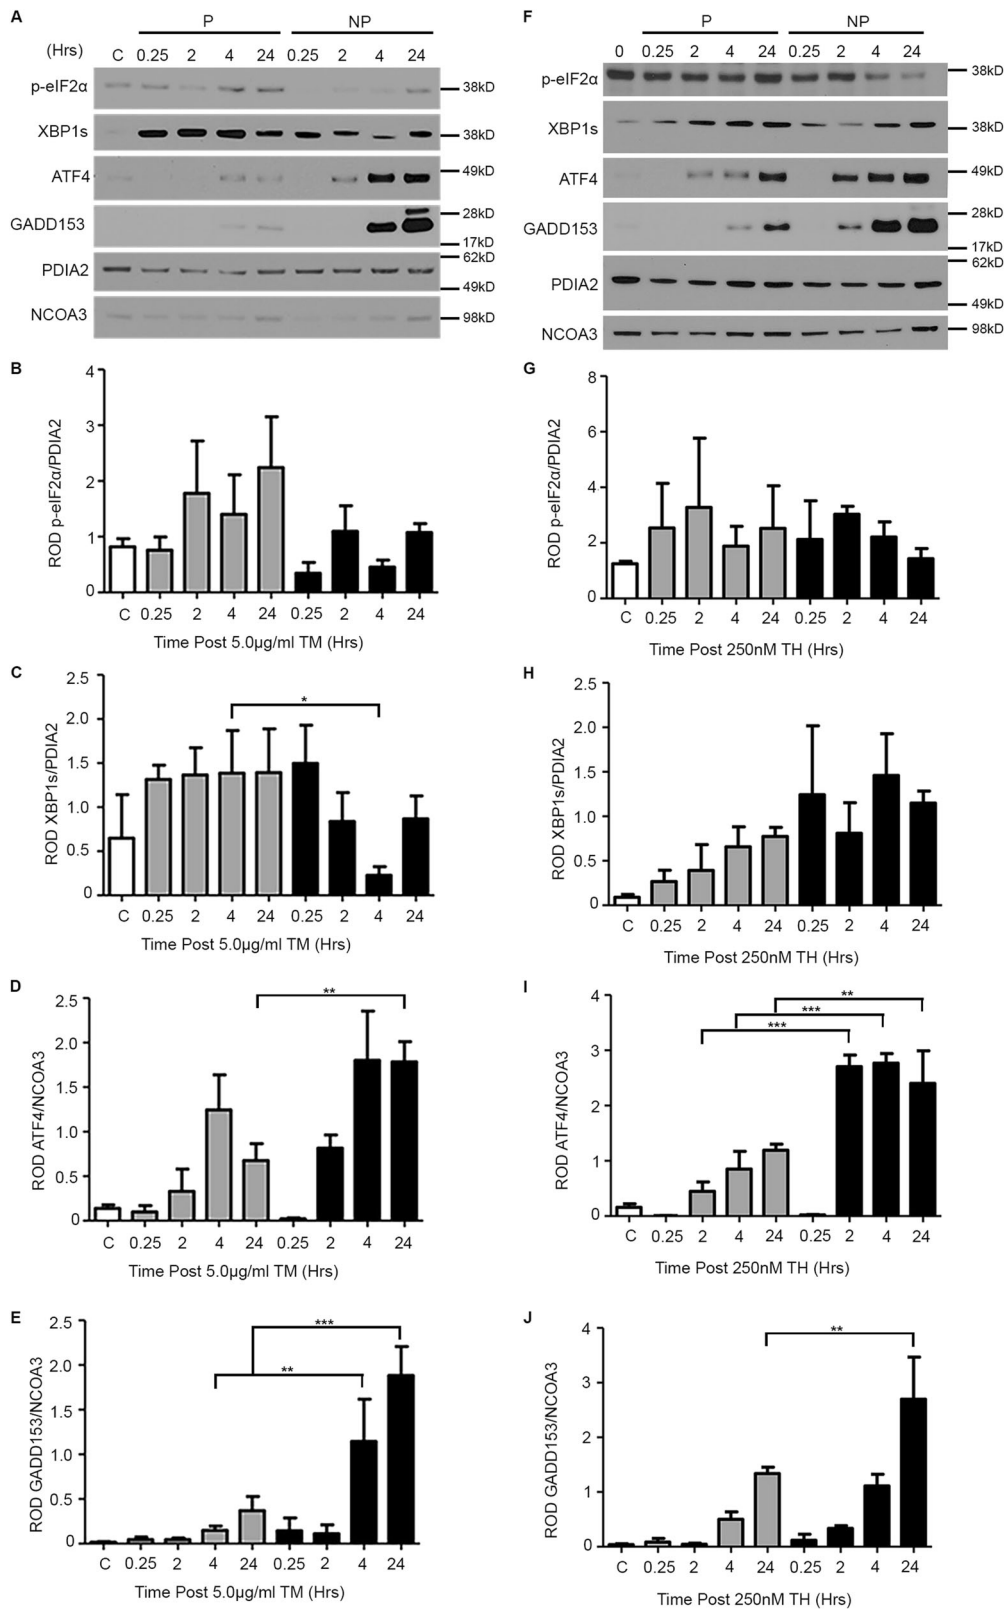 A
P
NP
(Hrs)
C 0.25 2 4 24 0.25 2 4 24
p-eIF2α
38kD
XBP1s
38kD
ATF4
49kD
GADD153
28kD
17kD
PDIA2
62kD
49kD
NCOA3
98kD
F
P
NP
0 0.25 2 4 24 0.25 2 4 24
p-eIF2α
38kD
XBP1s
38kD
ATF4
49kD
GADD153
28kD
17kD
PDIA2
62kD
49kD
NCOA3
98kD
B
ROD p-eIF2α/PDIA2
4
3
2
1
0
C 0.25 2 4 24 0.25 2 4 24
Time Post 5.0μg/ml TM (Hrs)
G
ROD p-eIF2α/PDIA2
8
6
4
2
0
C 0.25 2 4 24 0.25 2 4 24
Time Post 250nM TH (Hrs)
C
ROD XBP1s/PDIA2
2.5
2.0
1.5
1.0
0.5
0
*
C 0.25 2 4 24 0.25 2 4 24
Time Post 5.0μg/ml TM (Hrs)
H
ROD XBP1s/PDIA2
2.5
2.0
1.5
1.0
0.5
0
C 0.25 2 4 24 0.25 2 4 24
Time Post 250nM TH (Hrs)
D
ROD ATF4/NCOA3
2.5
2.0
1.5
1.0
0.5
0
**
C 0.25 2 4 24 0.25 2 4 24
Time Post 5.0μg/ml TM (Hrs)
I
ROD ATF4/NCOA3
4
3
2
1
0
**
***
***
C 0.25 2 4 24 0.25 2 4 24
Time Post 250nM TH (Hrs)
E
ROD GADD153/NCOA3
2.5
2.0
1.5
1.0
0.5
0
***
**
C 0.25 2 4 24 0.25 2 4 24
Time Post 5.0μg/ml TM (Hrs)
J
ROD GADD153/NCOA3
4
3
2
1
0
**
C 0.25 2 4 24 0.25 2 4 24
Time Post 250nM TH (Hrs)